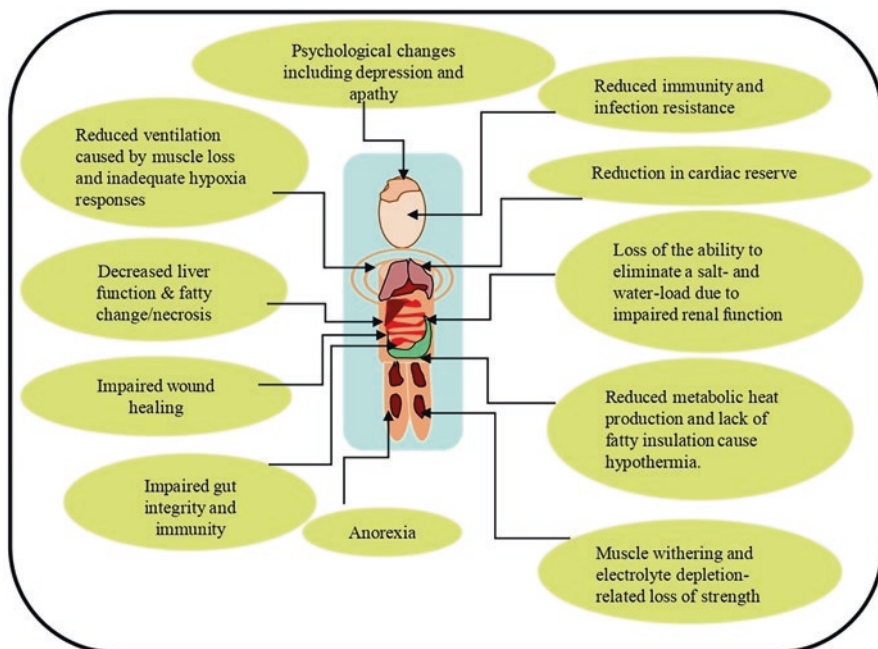 Psychological changes
including depression and
apathy
Reduced immunity and
infection resistance
Reduced ventilation
caused by muscle loss
and inadequate hypoxia
responses
Reduction in cardiac reserve
Decreased liver
function & fatty
change/necrosis
Loss of the ability to
eliminate a salt- and
water-load due to
impaired renal function
Impaired wound
healing
Reduced metabolic heat
production and lack of
fatty insulation cause
hypothermia.
Impaired gut
integrity and
immunity
Anorexia
Muscle withering and
electrolyte depletion-
related loss of strength